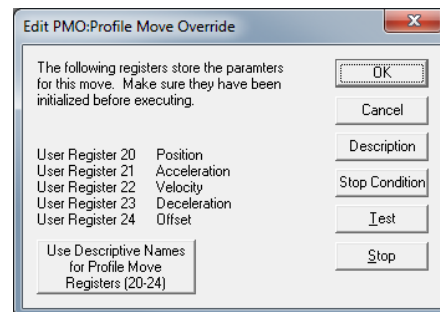 Edit PMO:Profile Move Override
The following registers store the paramters
for this move. Make sure they have been
initialized before executing.
User Register 20 Position
User Register 21 Acceleration
User Register 22 Velocity
User Register 23 Deceleration
User Register 24 Offset
Use Descriptive Names
for Profile Move
Registers (20-24)
OK
Cancel
Description
Stop Condition
Test
Stop